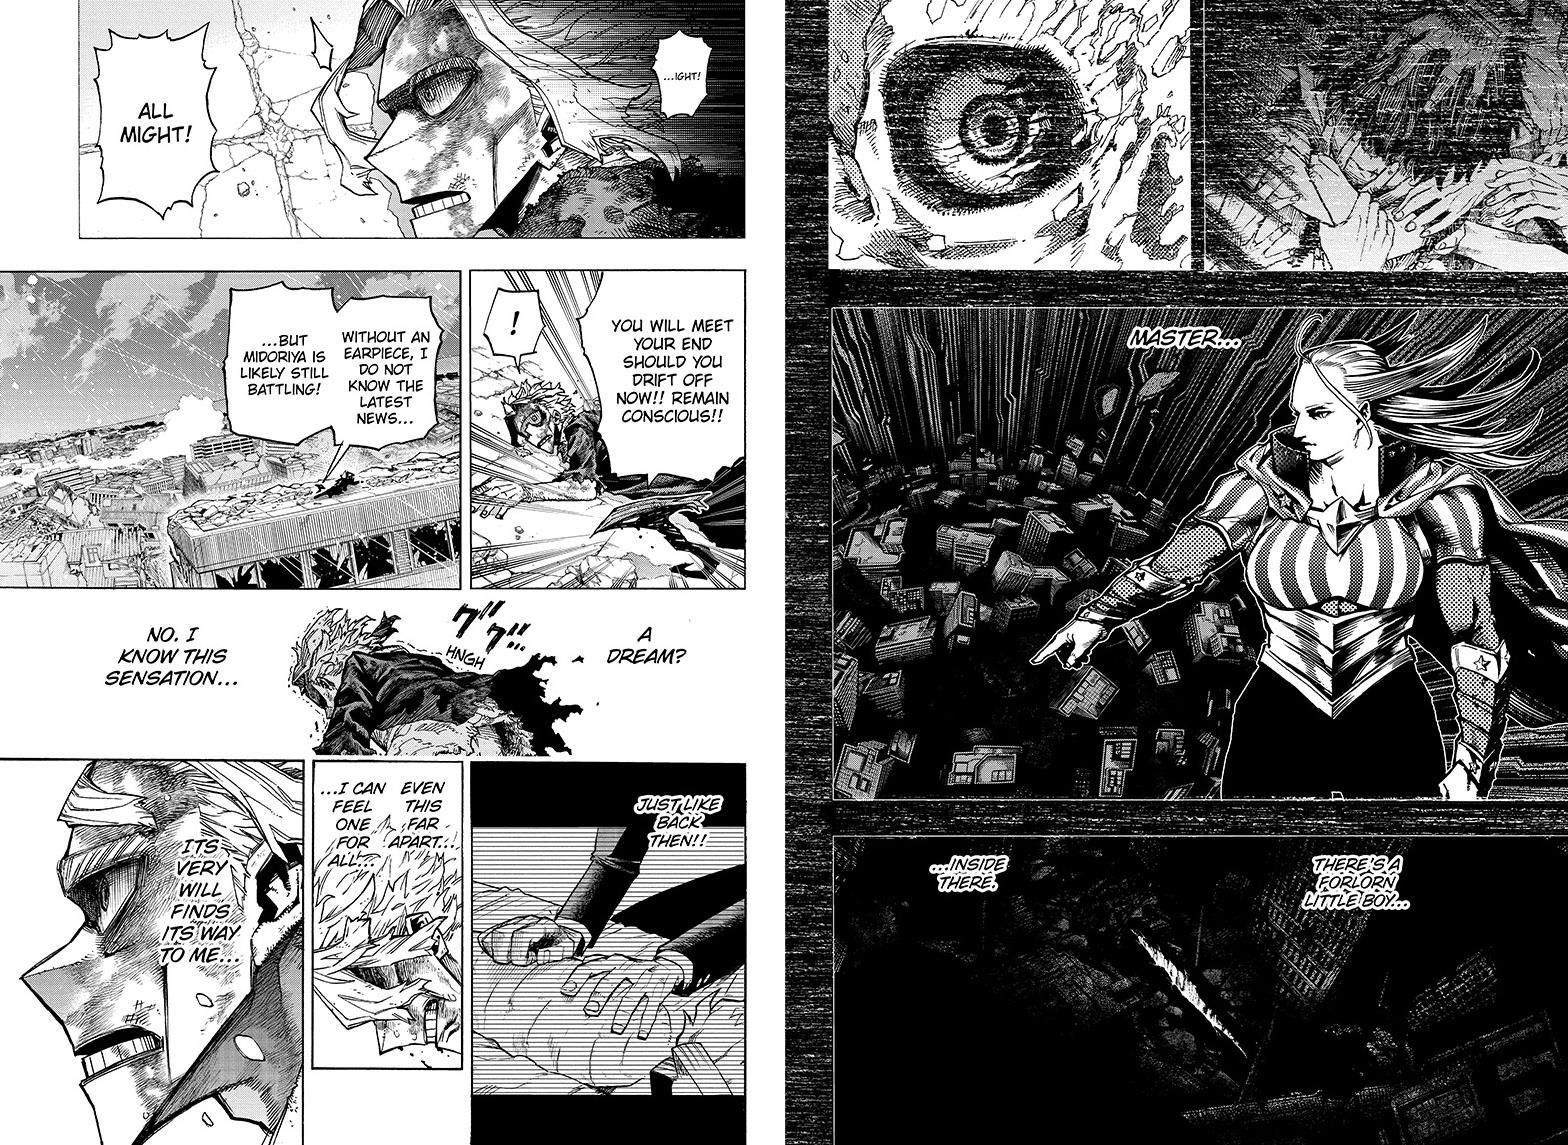 MASTER...
THERE'S A
FORLORN
LITTLE BOY...
...INSIDE
THERE.
...IGHT!
ALL
MIGHT!
YOU WILL MEET
YOUR END
SHOULD YOU
DRIFT OFF
NOW!! REMAIN
CONSCIOUS!!
!
WITHOUT AN
EARPIECE, I
DO NOT
KNOW THE
LATEST
NEWS...
...BUT
MIDORIYA IS
LIKELY STILL
BATTLING!
A
DREAM?
グググ...
HNGH
NO. I
KNOW THIS
SENSATION...
JUST LIKE
BACK
THEN!!
EVEN
THIS
FAR
APART...
...I CAN
FEEL
ONE
FOR
ALL...
ITS
VERY
WILL
FINDS
ITS WAY
TO ME...